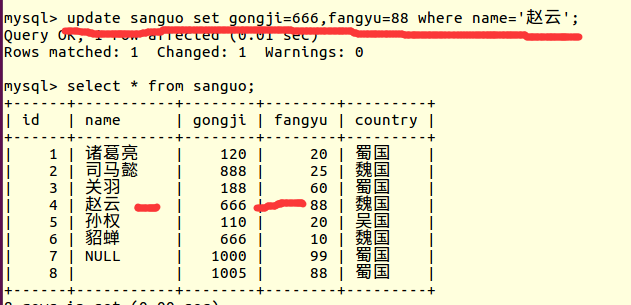 mysql> update sanguo set gongji=666,fangyu=88 where name='赵云';
Query OK, 1 row affected (0.01 sec)
Rows matched: 1  Changed: 1  Warnings: 0
mysql> select * from sanguo;
+------+-----------+--------+--------+---------+
| id   | name      | gongji | fangyu | country |
+------+-----------+--------+--------+---------+
|    1 | 诸葛亮    |    120 |     20 | 蜀国    |
|    2 | 司马懿    |    888 |     25 | 魏国    |
|    3 | 关羽      |    188 |     60 | 蜀国    |
|    4 | 赵云      |    666 |     88 | 魏国    |
|    5 | 孙权      |    110 |     20 | 吴国    |
|    6 | 貂蝉      |    666 |     10 | 魏国    |
|    7 | NULL      |   1000 |     99 | 蜀国    |
|    8 |           |   1005 |     88 | 蜀国    |
+------+-----------+--------+--------+---------+
8 rows in set (0.00 sec)